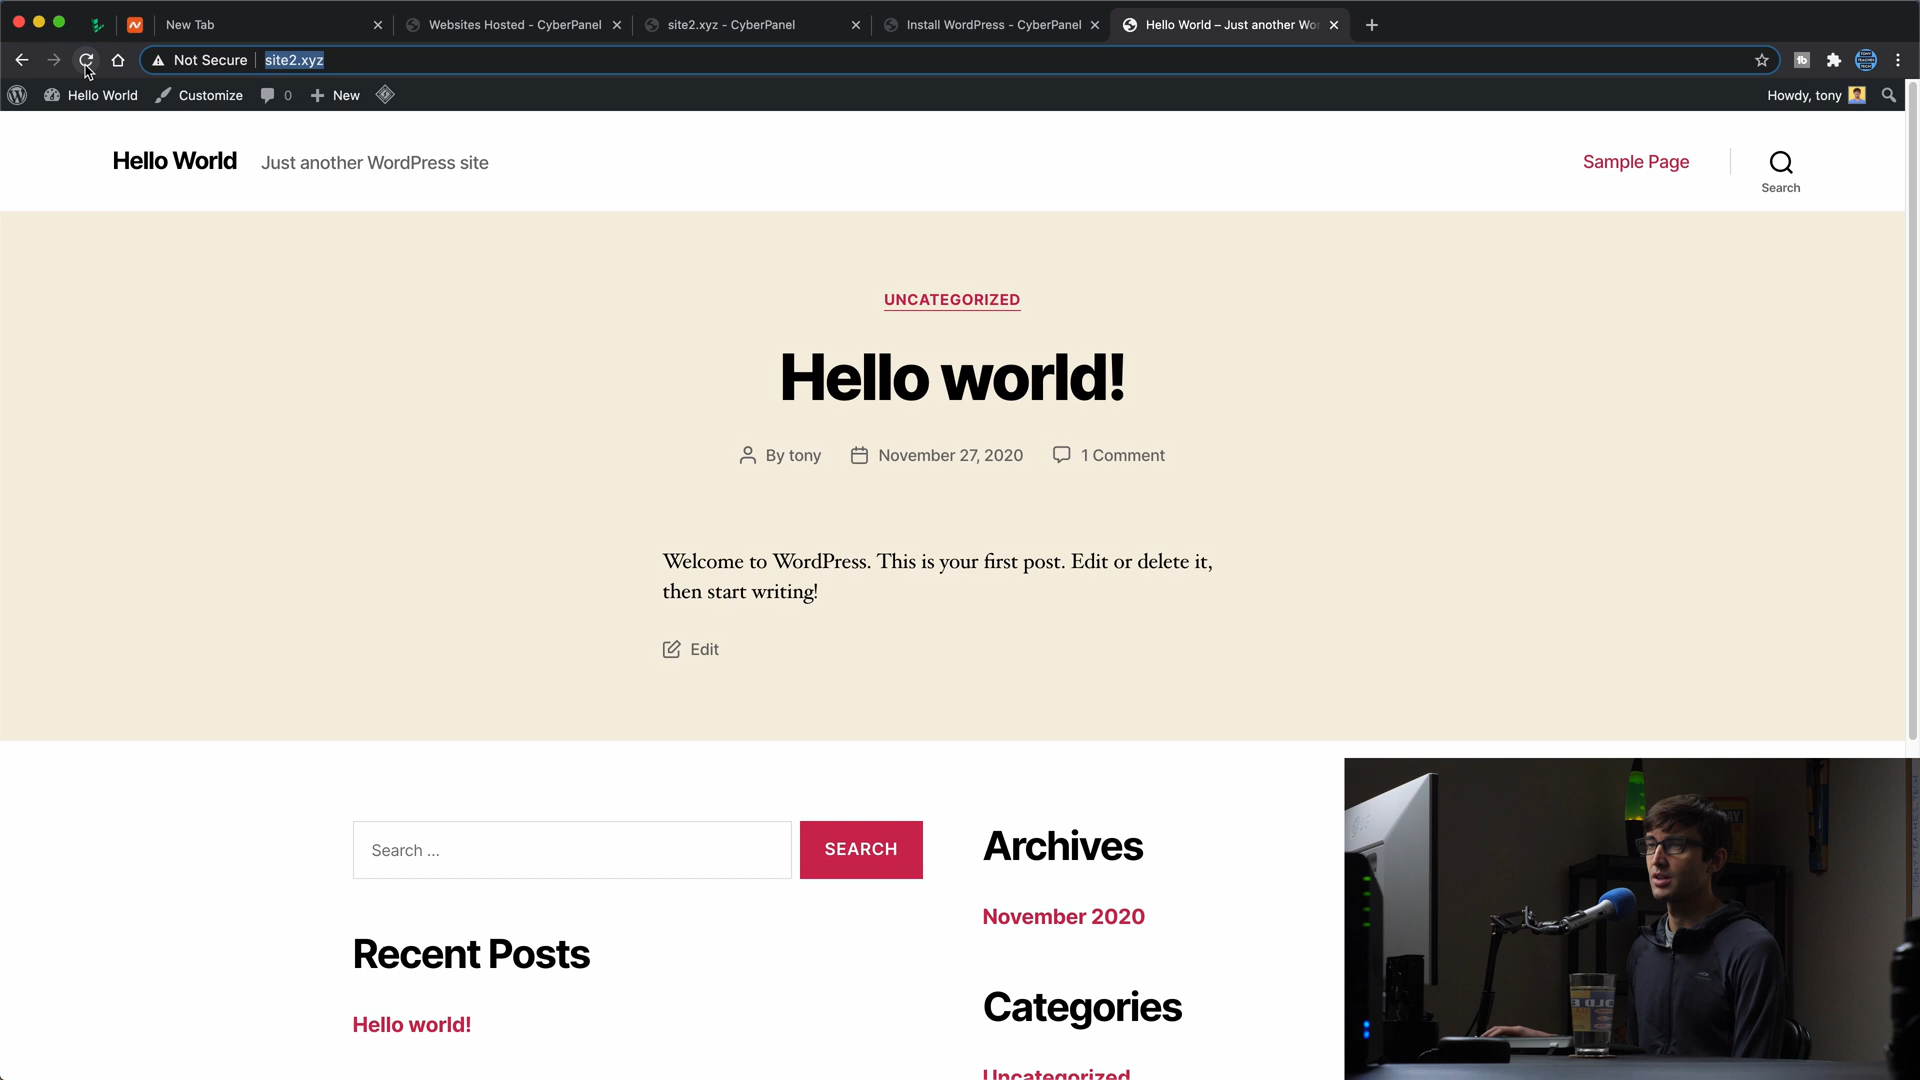 New Tab
Websites Hosted - CyberPanel
site2.xyz - CyberPanel
Install WordPress - CyberPanel
Hello World – Just another Wor
Not Secure
site2.xyz
Hello World
Customize
0
New
Howdy, tony
Hello World
Just another WordPress site
Sample Page
Search
UNCATEGORIZED
Hello world!
By tony
November 27, 2020
1 Comment
Welcome to WordPress. This is your first post. Edit or delete it,
then start writing!
Edit
Search …
SEARCH
Archives
November 2020
Recent Posts
Categories
Hello world!
Uncategorized